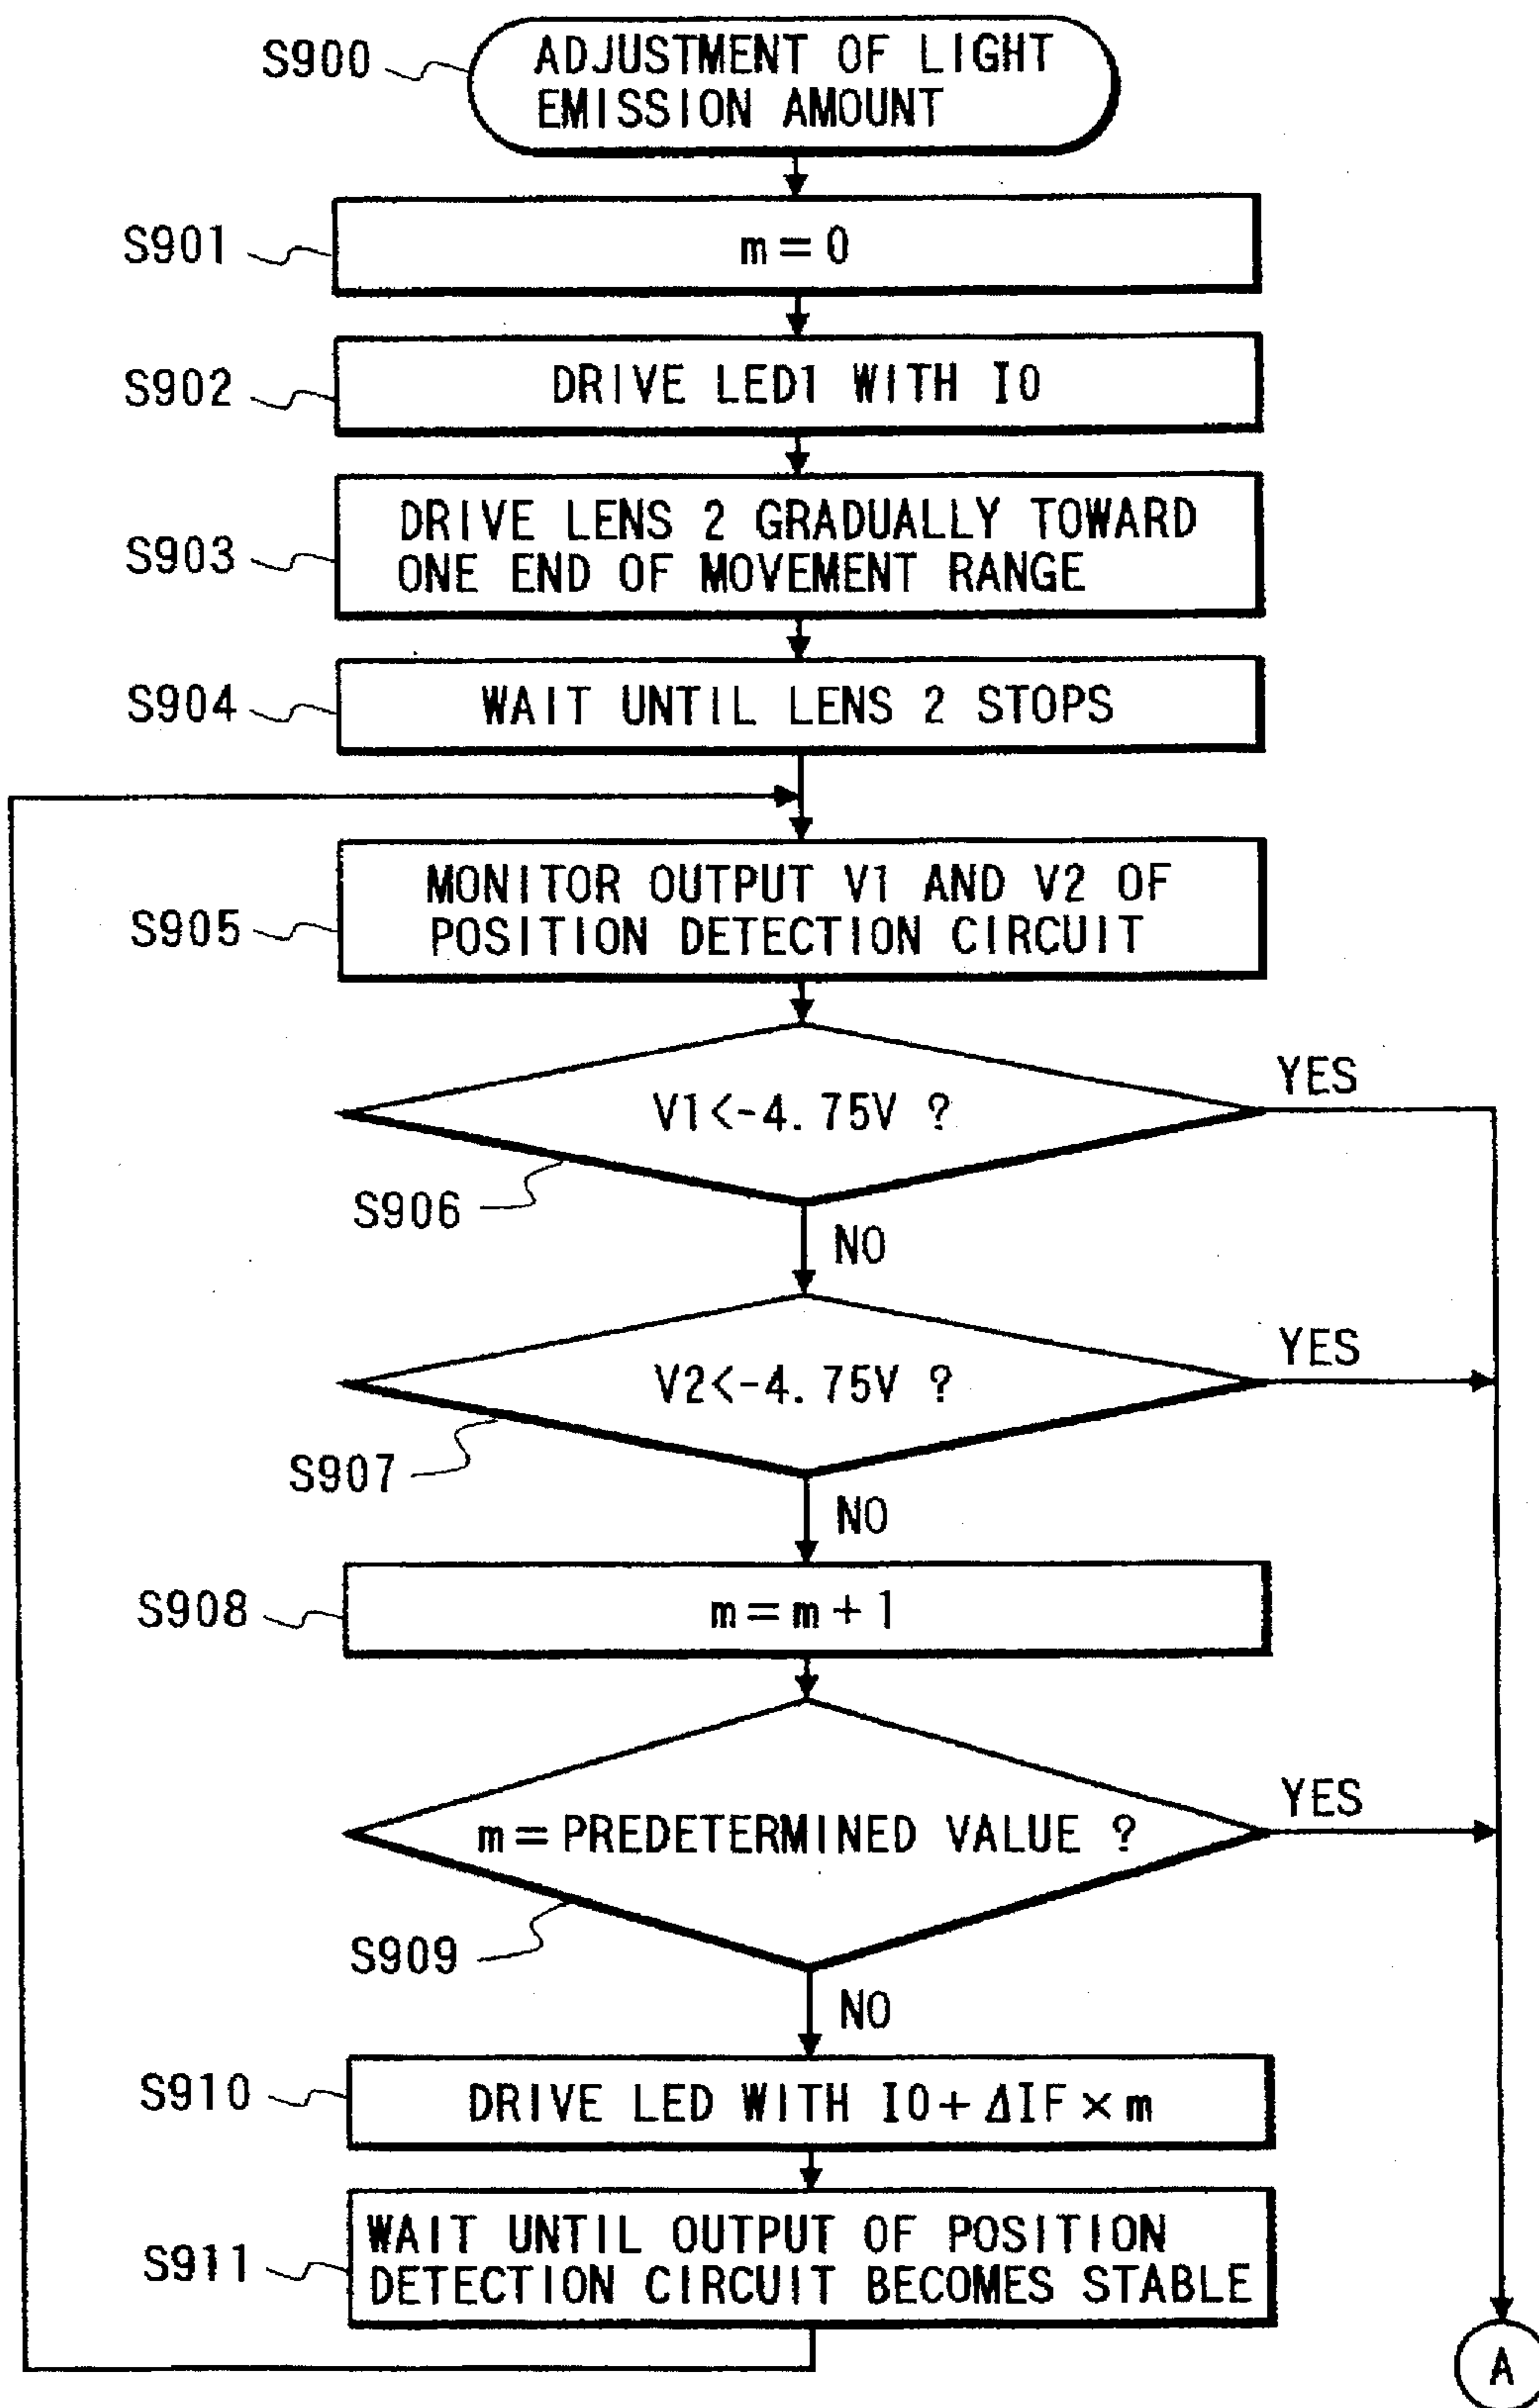 S900
ADJUSTMENT OF LIGHT
EMISSION AMOUNT
S901
m=0
S902
DRIVE LED1 WITH I0
S903
DRIVE LENS 2 GRADUALLY TOWARD
ONE END OF MOVEMENT RANGE
S904
WAIT UNTIL LENS 2 STOPS
S905
MONITOR OUTPUT V1 AND V2 OF
POSITION DETECTION CIRCUIT
V1<-4.75V ?
YES
S906
NO
V2<-4.75V ?
YES
S907
NO
S908
m=m+1
m=PREDETERMINED VALUE ?
YES
S909
NO
S910
DRIVE LED WITH I0+ΔIF×m
S911
WAIT UNTIL OUTPUT OF POSITION
DETECTION CIRCUIT BECOMES STABLE
A